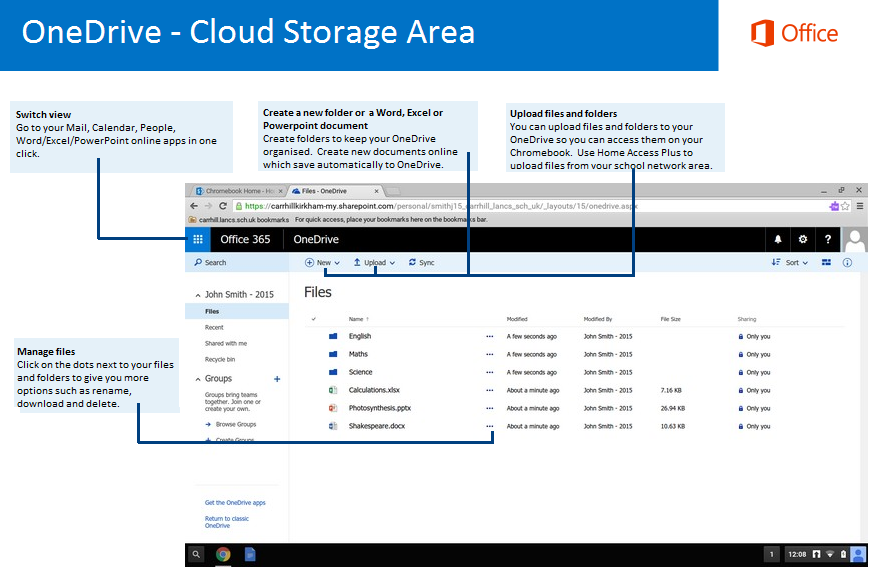 OneDrive - Cloud Storage Area
Office
Switch view
Go to your Mail, Calendar, People,
Word/Excel/PowerPoint online apps in one
click.
Create a new folder or a Word, Excel or
Powerpoint document
Create folders to keep your OneDrive
organised. Create new documents online
which save automatically to OneDrive.
Upload files and folders
You can upload files and folders to your
OneDrive so you can access them on your
Chromebook. Use Home Access Plus to
upload files from your school network area.
Chromebook Home - Ho
Files - OneDrive
https://carrhillkirkham-my.sharepoint.com/personal/smithj15_carrhill_lancs_sch_uk/_layouts/15/onedrive.aspx
carrhill.lancs.sch.uk bookmarks For quick access, place your bookmarks here on the bookmarks bar.
Office 365 OneDrive ?
Search New Upload Sync Sort
John Smith - 2015
Files
Recent
Shared with me
Recycle bin
Groups +
Groups bring teams
together. Join one or
create your own.
Browse Groups
Create Groups
Get the OneDrive apps
Return to classic
OneDrive
Files
Name Modified Modified By File Size Sharing
English ... A few seconds ago John Smith - 2015 Only you
Maths ... A few seconds ago John Smith - 2015 Only you
Science ... A few seconds ago John Smith - 2015 Only you
Calculations.xlsx ... About a minute ago John Smith - 2015 7.16 KB Only you
Photosynthesis.pptx ... About a minute ago John Smith - 2015 26.94 KB Only you
Shakespeare.docx ... About a minute ago John Smith - 2015 10.63 KB Only you
Manage files
Click on the dots next to your files
and folders to give you more
options such as rename,
download and delete.
1 12:08